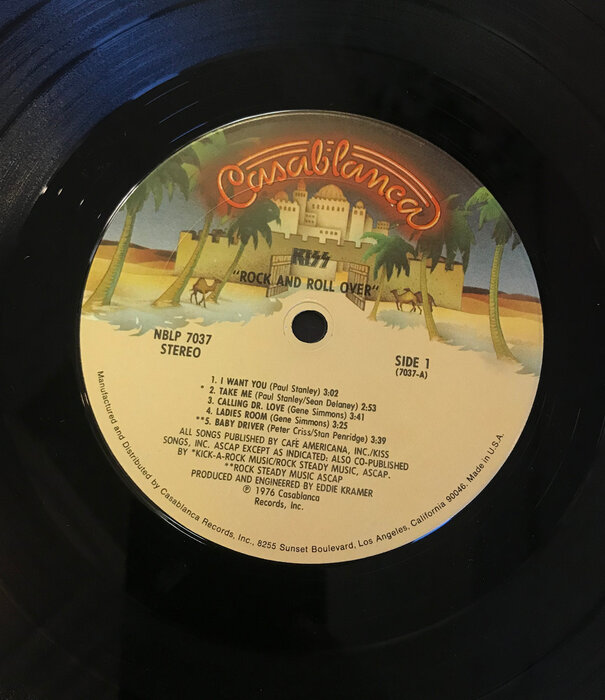 Casablanca
KISS
"ROCK AND ROLL OVER"
NBLP 7037
STEREO
SIDE 1
(7037-A)
1. I WANT YOU (Paul Stanley) 3:02
* 2. TAKE ME (Paul Stanley/Sean Delaney) 2:53
3. CALLING DR. LOVE (Gene Simmons) 3:41
4. LADIES ROOM (Gene Simmons) 3:25
**5. BABY DRIVER (Peter Criss/Stan Penridge) 3:39
ALL SONGS PUBLISHED BY CAFÉ AMERICANA, INC./KISS
SONGS, INC. ASCAP EXCEPT AS INDICATED: ALSO CO-PUBLISHED
BY *KICK-A-ROCK MUSIC/ROCK STEADY MUSIC, ASCAP.
**ROCK STEADY MUSIC ASCAP
PRODUCED AND ENGINEERED BY EDDIE KRAMER
℗ 1976 Casablanca
Records, Inc.
Manufactured and Distributed by Casablanca Records, Inc., 8255 Sunset Boulevard, Los Angeles, California 90046. Made in U.S.A.